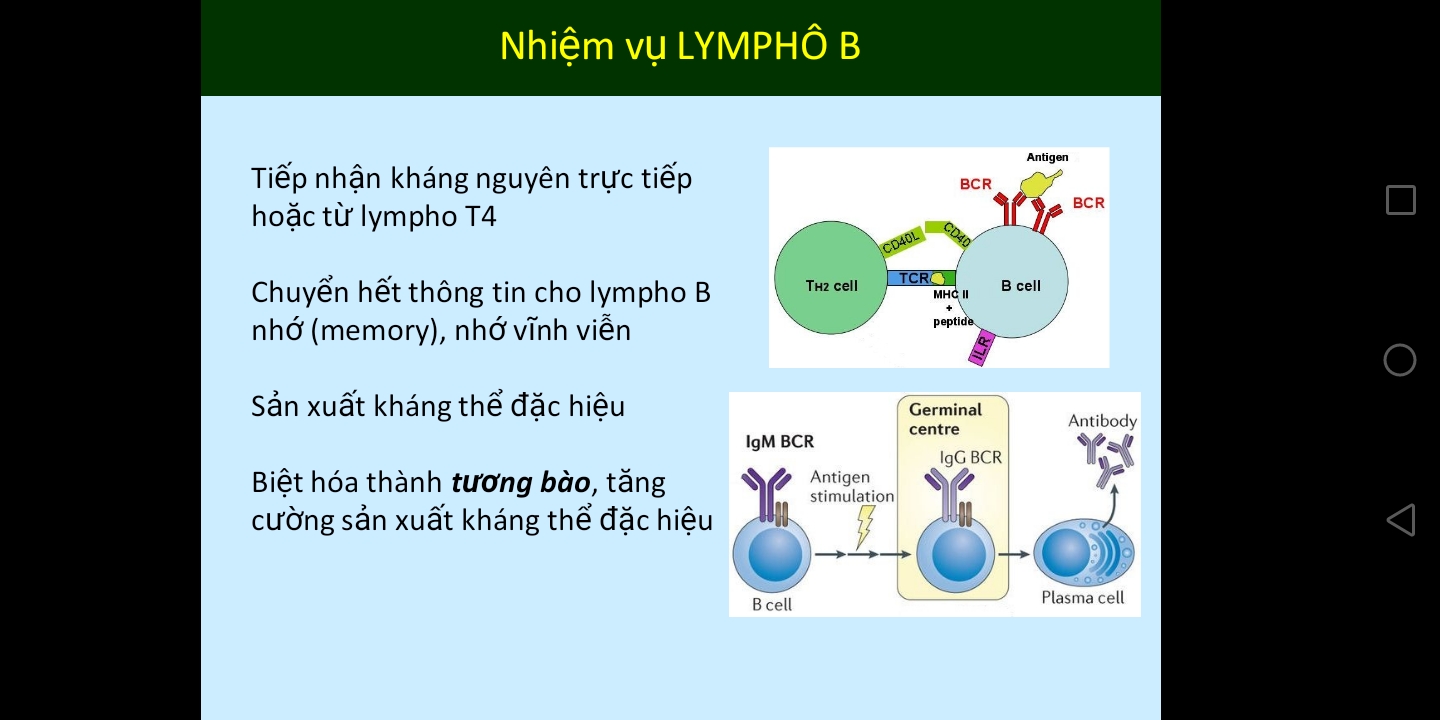 Nhiệm vụ LYMPHÔ B
Tiếp nhận kháng nguyên trực tiếp
hoặc từ lympho T4
Chuyển hết thông tin cho lympho B
nhớ (memory), nhớ vĩnh viễn
Sản xuất kháng thể đặc hiệu
Biệt hóa thành tương bào, tăng
cường sản xuất kháng thể đặc hiệu
Antigen
BCR
BCR
CD40L
CD40
TH2 cell
TCR
B cell
MHC II
+
peptide
ILR
IgM BCR
Antigen
stimulation
Germinal
centre
IgG BCR
Antibody
B cell
Plasma cell